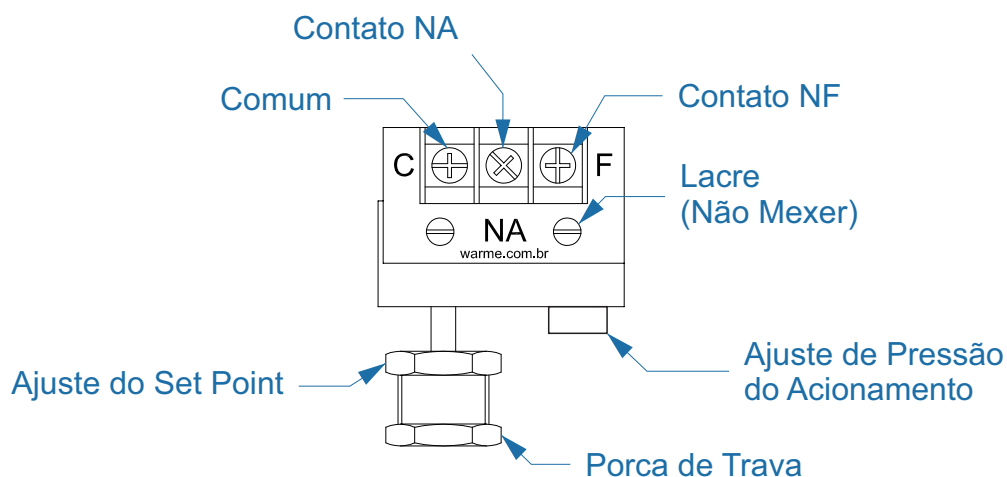 Contato NA
Comum
Contato NF
C
F
Lacre
(Não Mexer)
NA
warme.com.br
Ajuste do Set Point
Ajuste de Pressão
do Acionamento
Porca de Trava